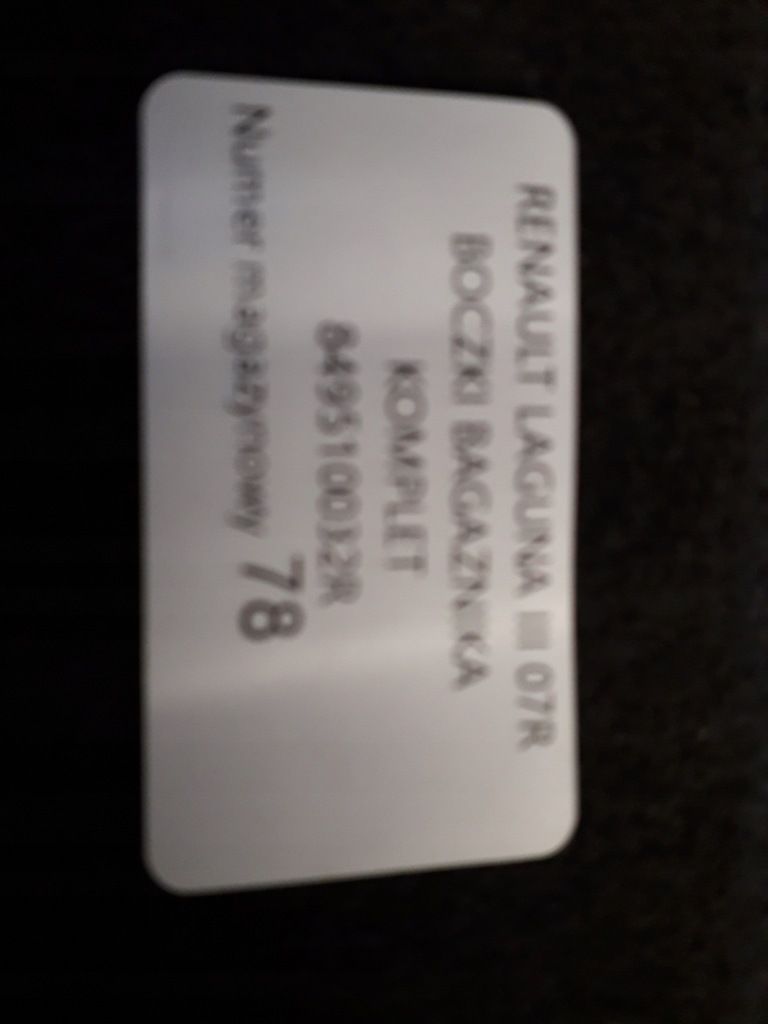 RENAULT LAGUNA III 07R
BOCZKI BAGAŻNIKA
KOMPLET
849510032R
Numer magazynowy 78